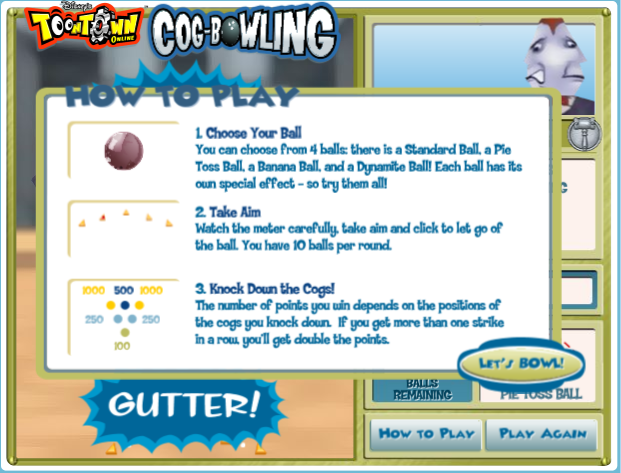 Disney's
TOONTOWN
ONLINE
COG-BOWLING
HOW TO PLAY
1. Choose Your Ball
You can choose from 4 balls: there is a Standard Ball, a Pie
Toss Ball, a Banana Ball, and a Dynamite Ball! Each ball has its
own special effect - so try them all!
2. Take Aim
Watch the meter carefully, take aim and click to let go of
the ball. You have 10 balls per round.
1000 500 1000
250 250
100
3. Knock Down the Cogs!
The number of points you win depends on the positions of
the cogs you knock down. If you get more than one strike
in a row, you'll get double the points.
LET'S BOWL!
BALLS
REMAINING
PIE TOSS BALL
GUTTER!
HOW TO PLAY
PLAY AGAIN